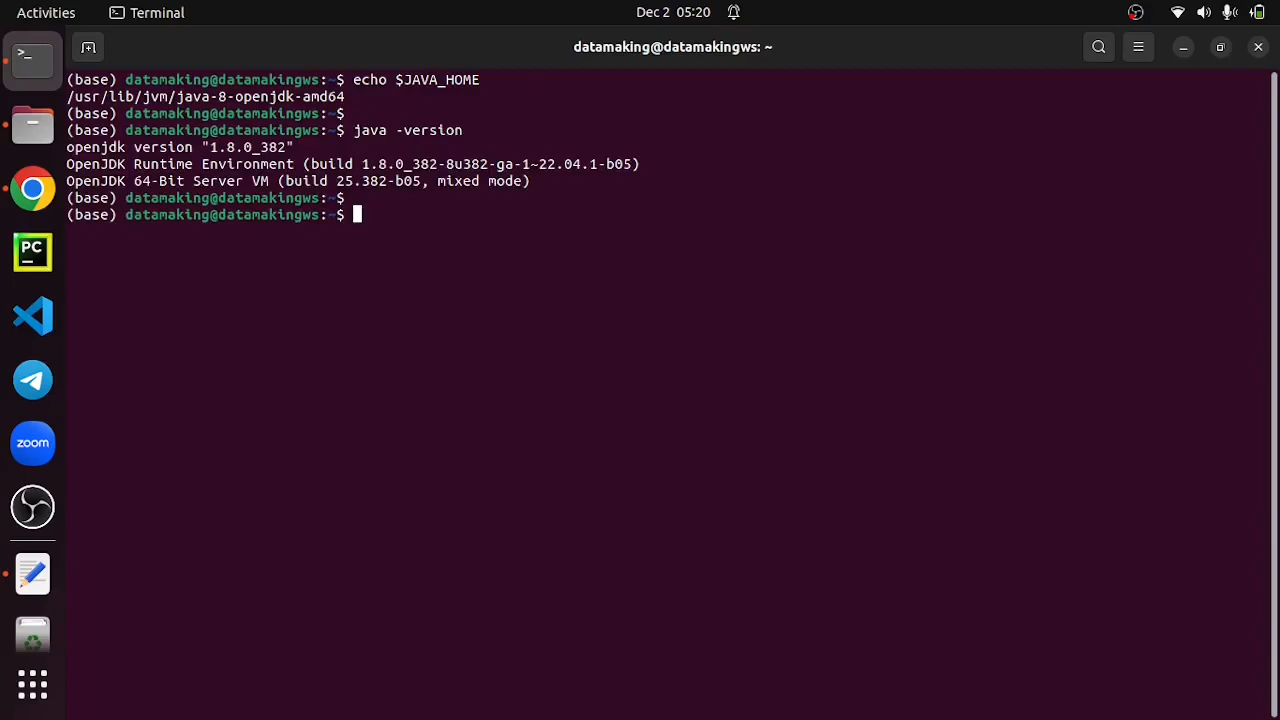 Activities
Terminal
Dec 2 05:20
datamaking@datamakingws: ~
(base) datamaking@datamakingws:~$ echo $JAVA_HOME
/usr/lib/jvm/java-8-openjdk-amd64
(base) datamaking@datamakingws:~$
(base) datamaking@datamakingws:~$ java -version
openjdk version "1.8.0_382"
OpenJDK Runtime Environment (build 1.8.0_382-8u382-ga-1~22.04.1-b05)
OpenJDK 64-Bit Server VM (build 25.382-b05, mixed mode)
(base) datamaking@datamakingws:~$
(base) datamaking@datamakingws:~$
PC
zoom